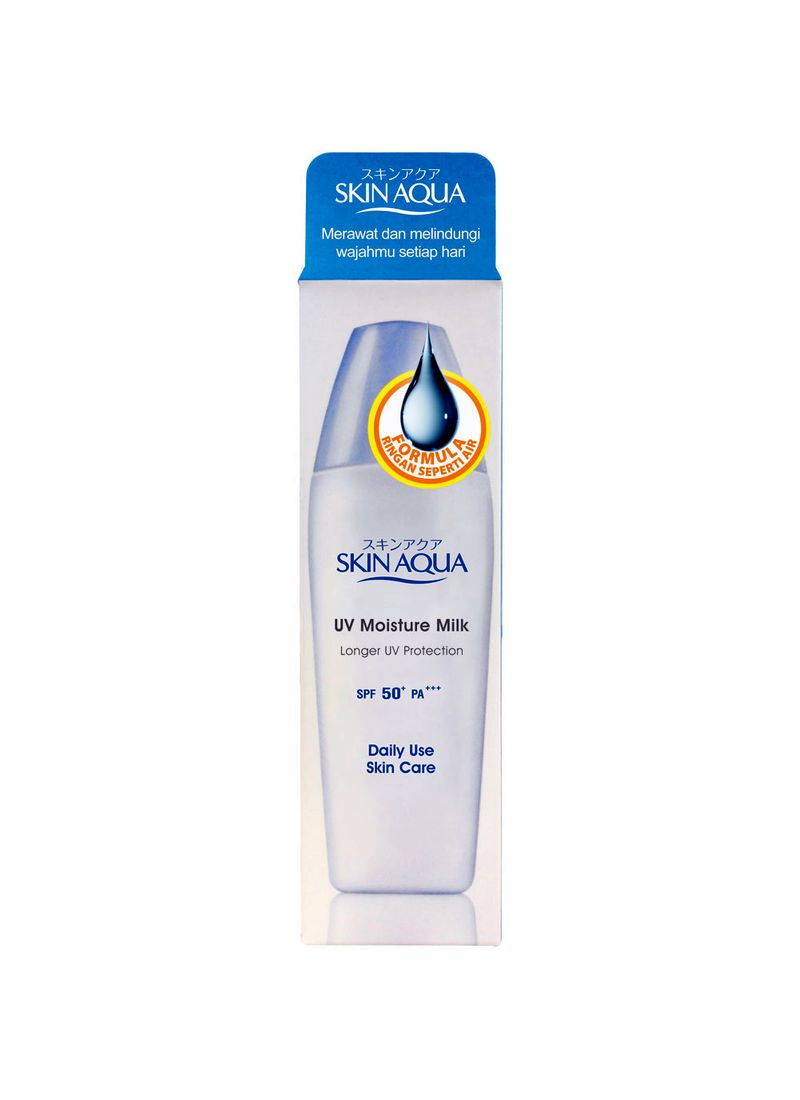 スキンアクア
SKIN AQUA
Merawat dan melindungi
wajahmu setiap hari
FORMULA
RINGAN SEPERTI AIR
スキンアクア
SKIN AQUA
UV Moisture Milk
Longer UV Protection
SPF 50+ PA+++
Daily Use
Skin Care